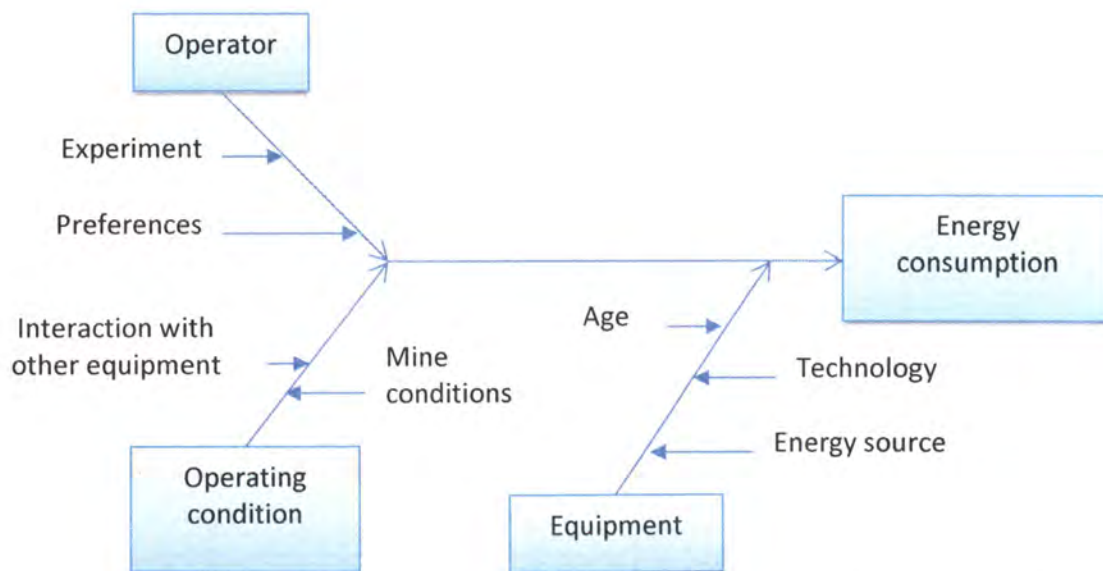 Operator
Experiment
Preferences
Energy
consumption
Interaction with
other equipment
Mine
conditions
Age
Technology
Energy source
Operating
condition
Equipment